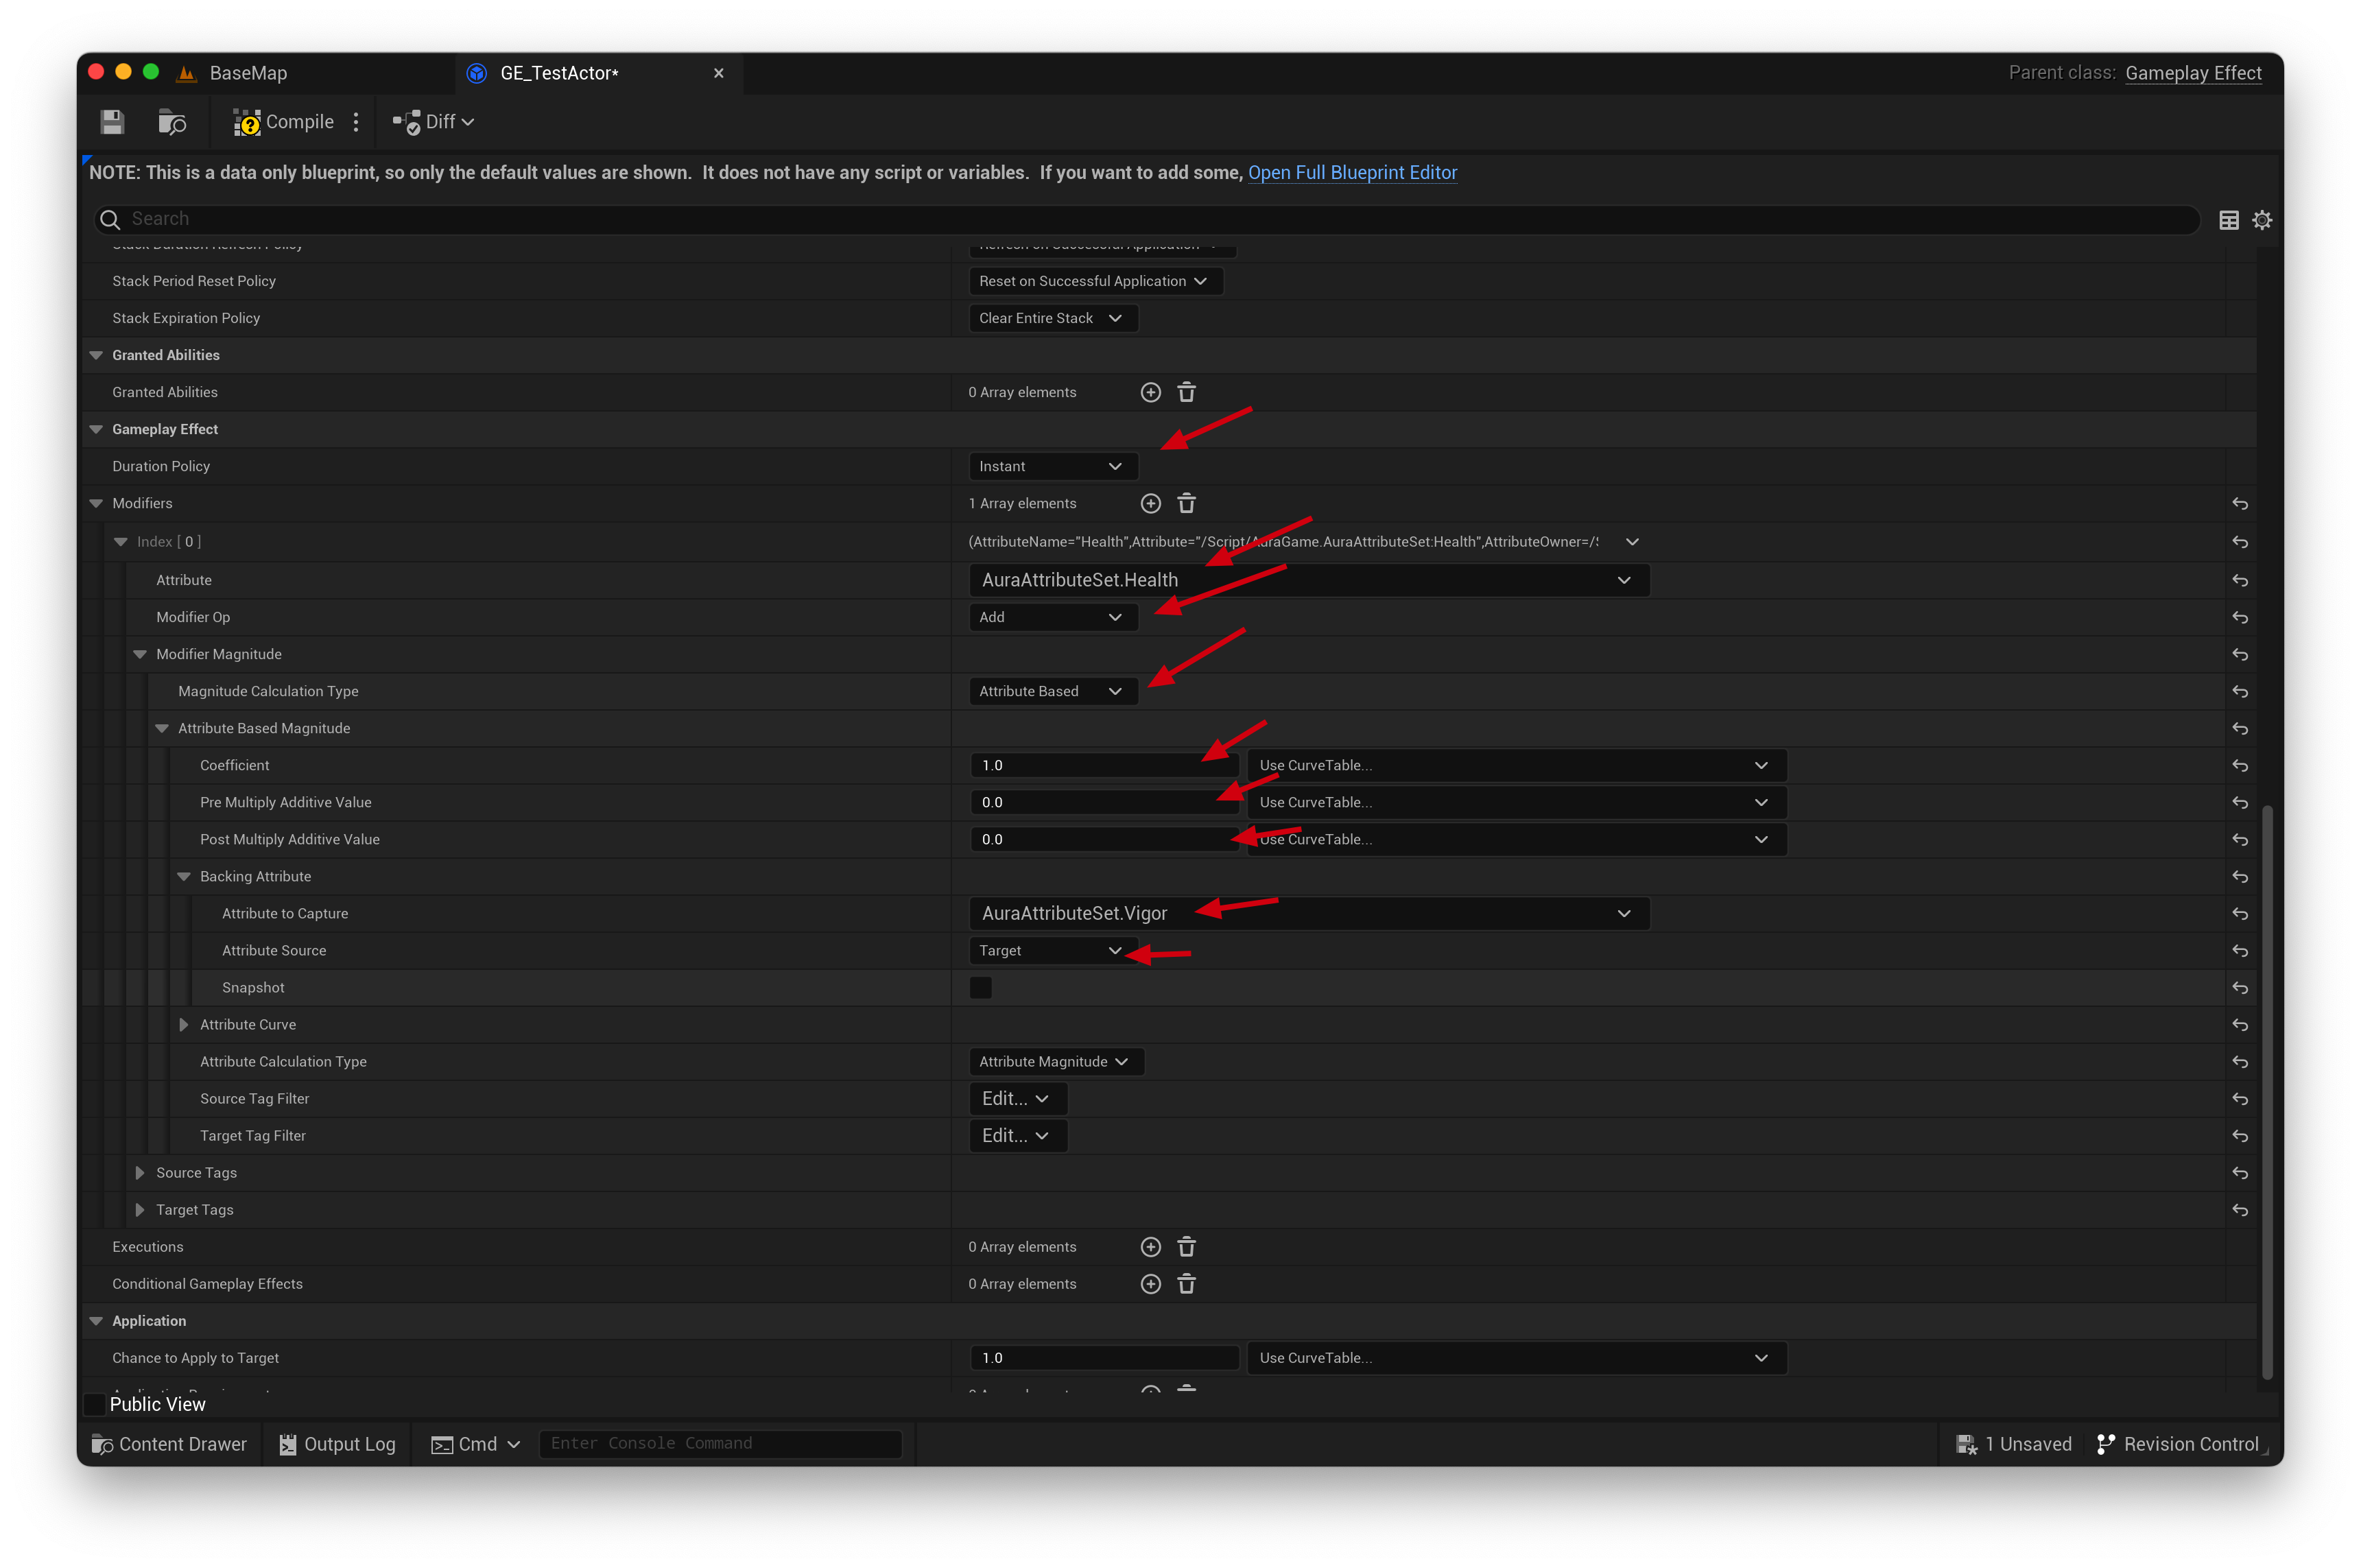 BaseMap
GE_TestActor*
Parent class: Gameplay Effect
Compile
Diff
NOTE: This is a data only blueprint, so only the default values are shown.  It does not have any script or variables.  If you want to add some, Open Full Blueprint Editor
Search
Stack Duration Refresh Policy Refresh on Successful Application
Stack Period Reset Policy Reset on Successful Application
Stack Expiration Policy Clear Entire Stack
Granted Abilities
Granted Abilities 0 Array elements
Gameplay Effect
Duration Policy Instant
Modifiers 1 Array elements
Index [ 0 ] (AttributeName="Health",Attribute="/Script/AuraGame.AuraAttributeSet:Health",AttributeOwner=/
Attribute AuraAttributeSet.Health
Modifier Op Add
Modifier Magnitude
Magnitude Calculation Type Attribute Based
Attribute Based Magnitude
Coefficient 1.0 Use CurveTable...
Pre Multiply Additive Value 0.0 Use CurveTable...
Post Multiply Additive Value 0.0 Use CurveTable...
Backing Attribute
Attribute to Capture AuraAttributeSet.Vigor
Attribute Source Target
Snapshot
Attribute Curve
Attribute Calculation Type Attribute Magnitude
Source Tag Filter Edit...
Target Tag Filter Edit...
Source Tags
Target Tags
Executions 0 Array elements
Conditional Gameplay Effects 0 Array elements
Application
Chance to Apply to Target 1.0 Use CurveTable...
Public View
Content Drawer
Output Log
Cmd
Enter Console Command
1 Unsaved
Revision Control